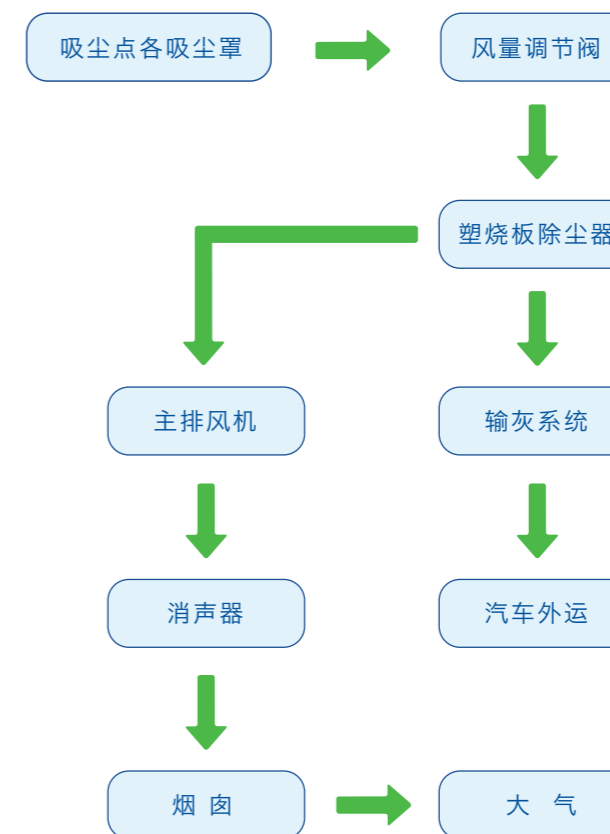 吸尘点各吸尘罩
风量调节阀
塑烧板除尘器
主排风机
输灰系统
消声器
汽车外运
烟 囱
大 气